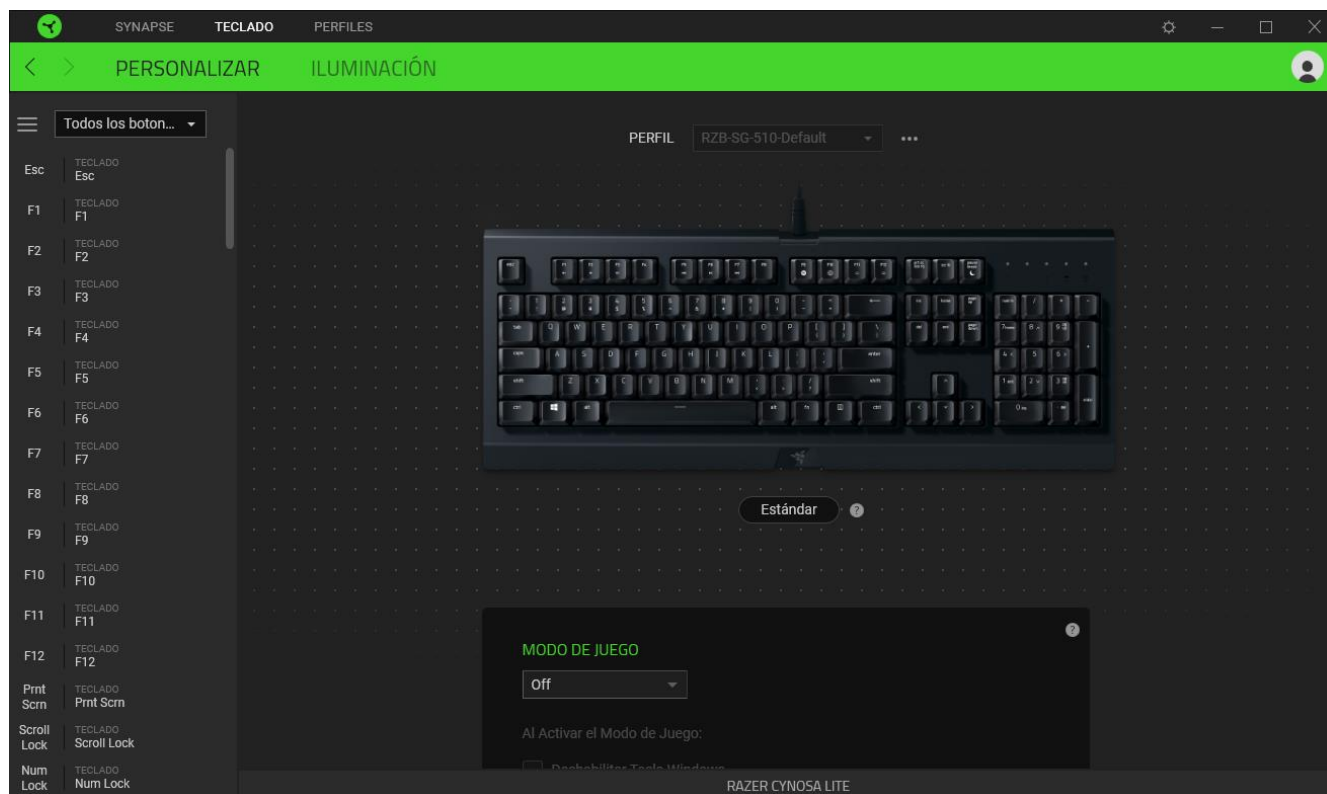 SYNAPSE TECLADO PERFILES
PERSONALIZAR ILUMINACIÓN
Todos los boton...
PERFIL RZB-SG-510-Default
Esc TECLADO
Esc
F1 TECLADO
F1
F2 TECLADO
F2
F3 TECLADO
F3
F4 TECLADO
F4
F5 TECLADO
F5
F6 TECLADO
F6
F7 TECLADO
F7
F8 TECLADO
F8
F9 TECLADO
F9
F10 TECLADO
F10
F11 TECLADO
F11
F12 TECLADO
F12
Prnt Scrn TECLADO
Prnt Scrn
Scroll Lock TECLADO
Scroll Lock
Num Lock TECLADO
Num Lock
Estándar
MODO DE JUEGO
Off
Al Activar el Modo de Juego:
Deshabilitar Tecla Windows
RAZER CYNOSA LITE